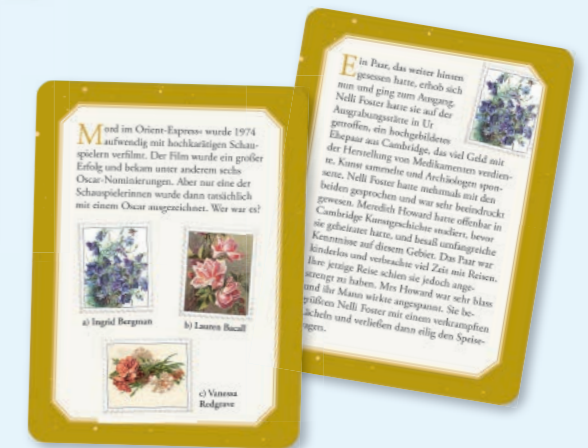 Mord im Orient-Express« wurde 1974
aufwendig mit hochkarätigen Schau-
spielern verfilmt. Der Film wurde ein großer
Erfolg und bekam unter anderem sechs
Oscar-Nominierungen. Aber nur eine der
Schauspielerinnen wurde dann tatsächlich
mit einem Oscar ausgezeichnet. Wer war es?
a) Ingrid Bergman
b) Lauren Bacall
c) Vanessa
Redgrave
Ein Paar, das weiter hinten
gesessen hatte, erhob sich
nun und ging zum Ausgang.
Nelli Foster hatte sie auf der
Ausgrabungsstätte in Ur
getroffen, ein hochgebildetes
Ehepaar aus Cambridge, das viel Geld mit
der Herstellung von Medikamenten verdien-
te, Kunst sammelte und Archäologen spon-
serte. Nelli Foster hatte mehrmals mit den
beiden gesprochen und war sehr beeindruckt
gewesen. Meredith Howard hatte offenbar in
Cambridge Kunstgeschichte studiert, bevor
sie geheiratet hatte, und besaß umfangreiche
Kenntnisse auf diesem Gebiet. Das Paar war
kinderlos und verbrachte viel Zeit mit Reisen.
Ihre jetzige Reise schien sie jedoch ange-
strengt zu haben. Mrs Howard war sehr blass
und ihr Mann wirkte angespannt. Sie be-
grüßten Nelli Foster mit einem verkrampften
Lächeln und verließen dann eilig den Speise-
wagen.